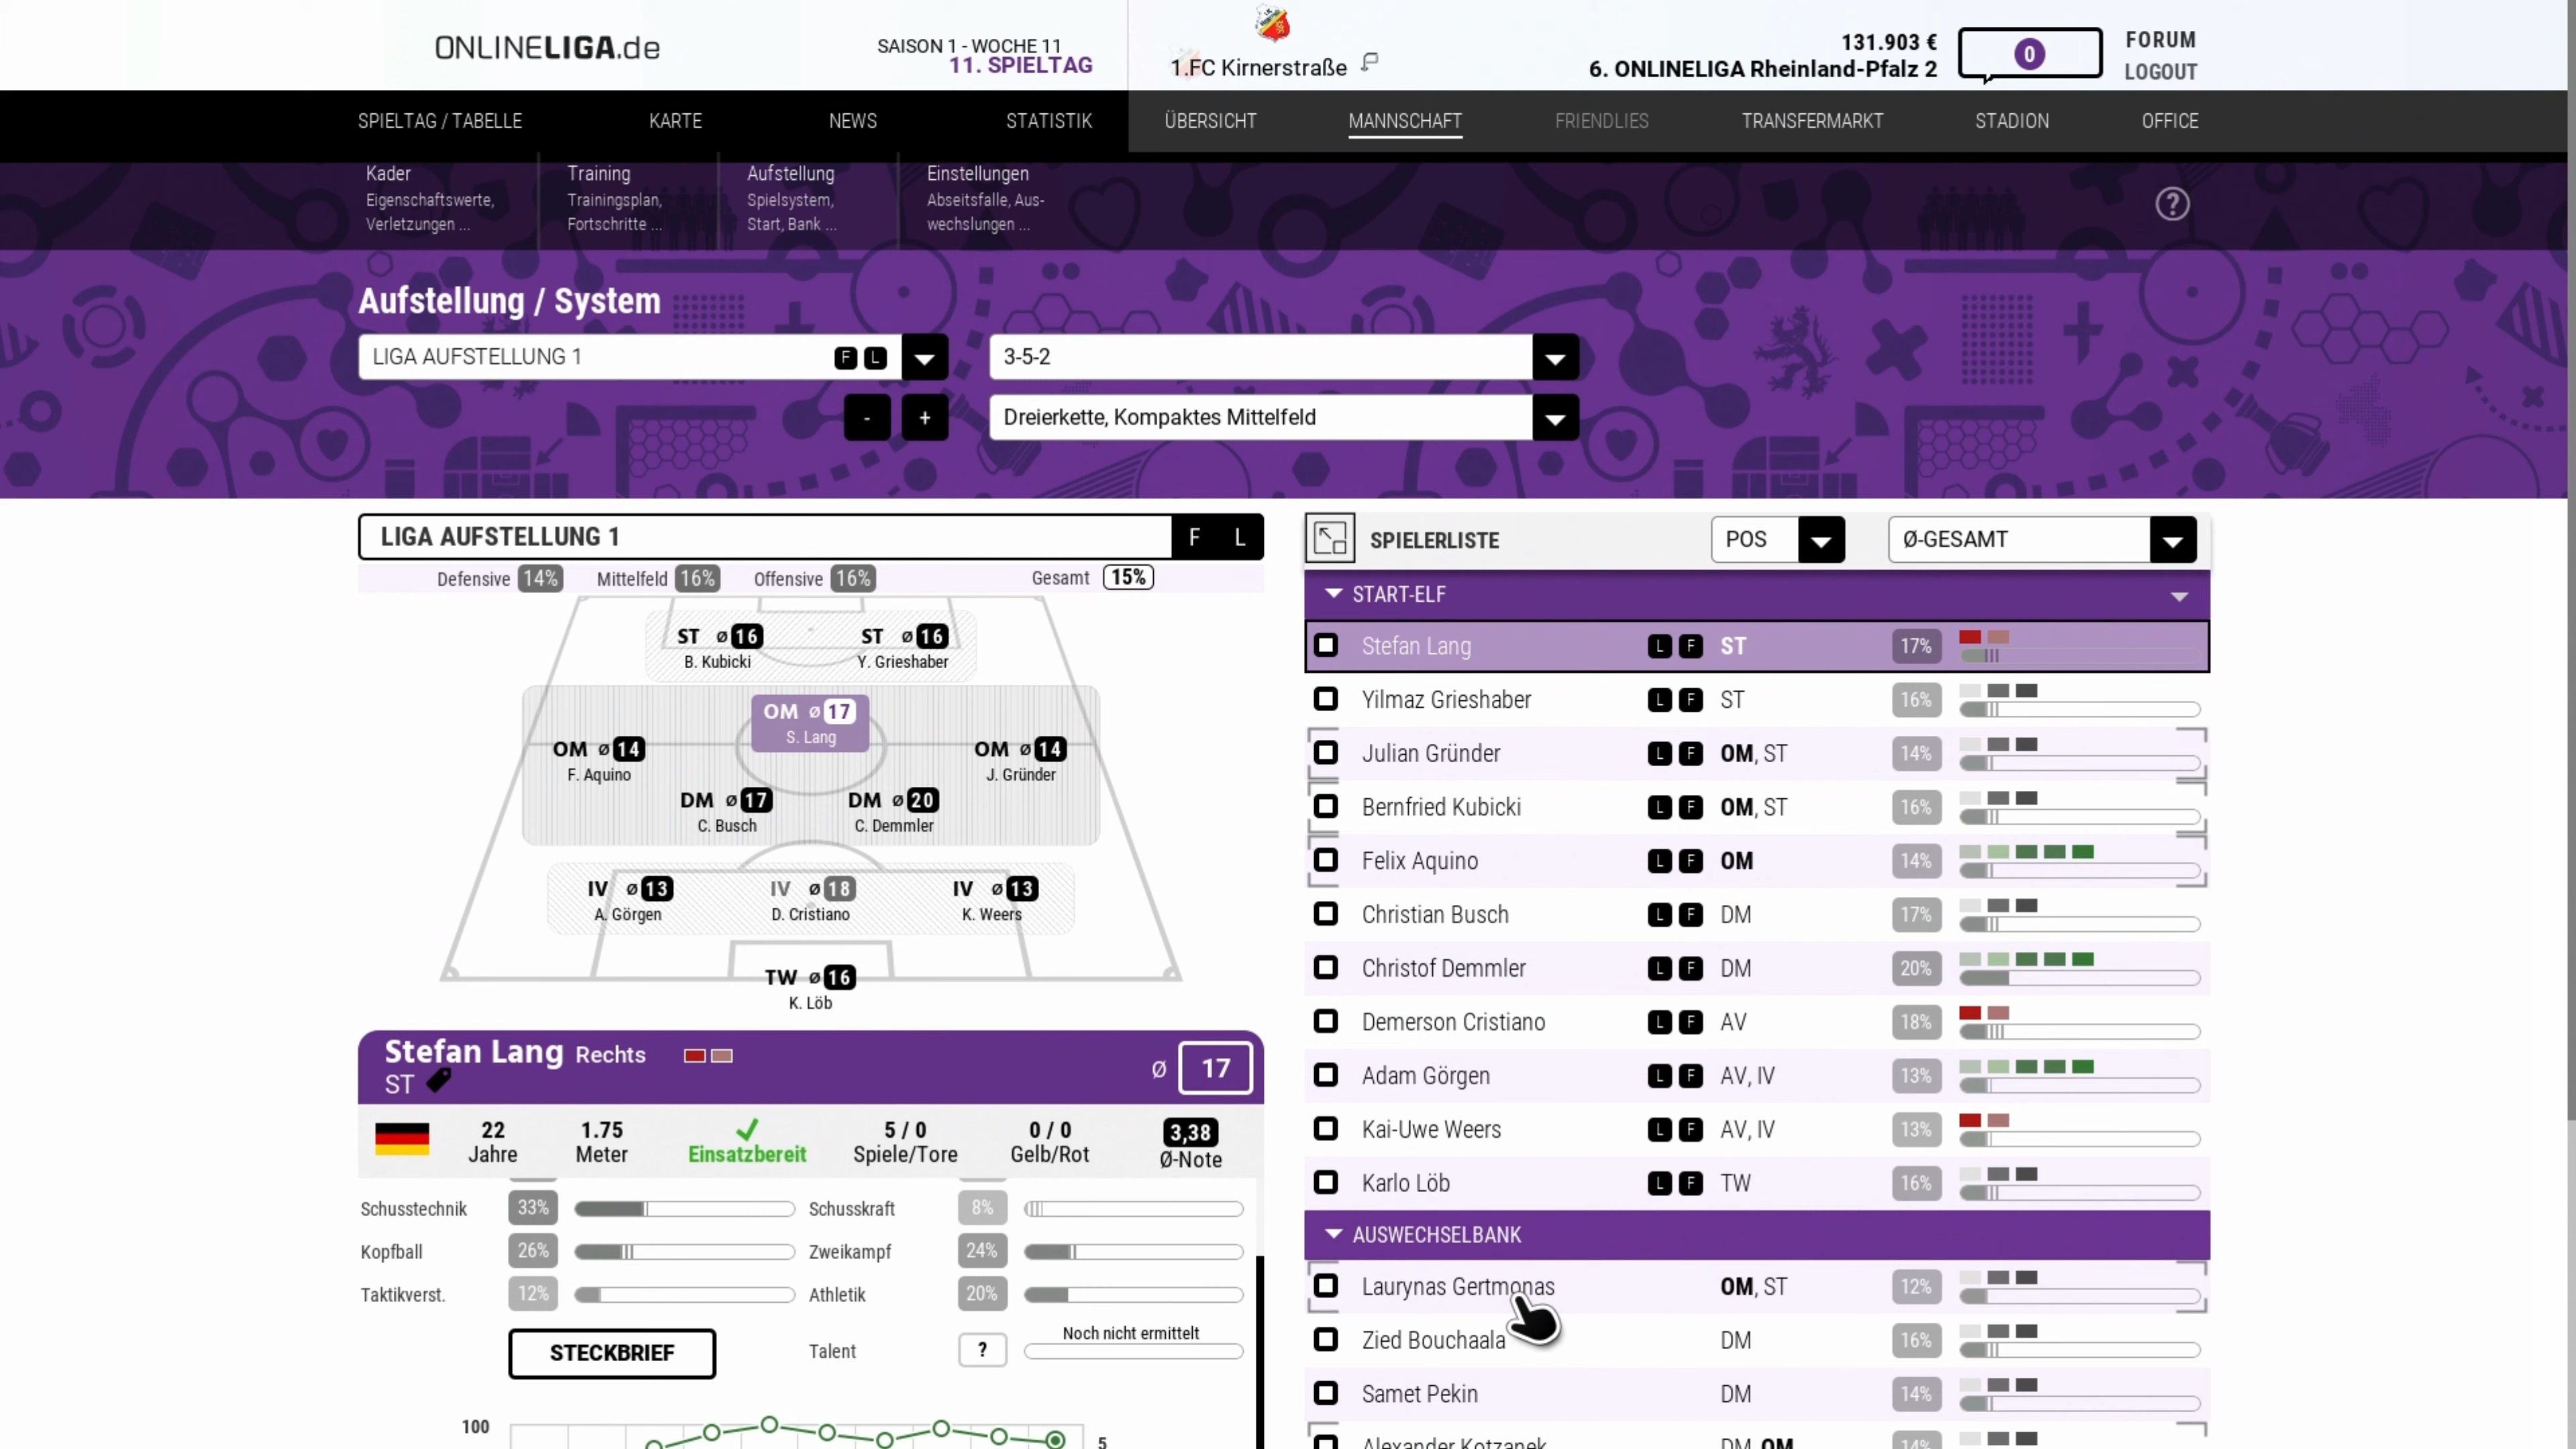 ONLINELIGA.de
SAISON 1 - WOCHE 11
11. SPIELTAG
1.FC Kirnerstraße
131.903 €
6. ONLINELIGA Rheinland-Pfalz 2
0
FORUM
LOGOUT
SPIELTAG / TABELLE
KARTE
NEWS
STATISTIK
ÜBERSICHT
MANNSCHAFT
FRIENDLIES
TRANSFERMARKT
STADION
OFFICE
Kader
Eigenschaftswerte,
Verletzungen ...
Training
Trainingsplan,
Fortschritte ...
Aufstellung
Spielsystem,
Start, Bank ...
Einstellungen
Abseitsfalle, Aus-
wechslungen ...
?
Aufstellung / System
LIGA AUFSTELLUNG 1 F L
3-5-2
- +
Dreierkette, Kompaktes Mittelfeld
LIGA AUFSTELLUNG 1 F L
Defensive 14% Mittelfeld 16% Offensive 16% Gesamt 15%
ST ø 16
B. Kubicki
ST ø 16
Y. Grieshaber
OM ø 17
S. Lang
OM ø 14
F. Aquino
OM ø 14
J. Gründer
DM ø 17
C. Busch
DM ø 20
C. Demmler
IV ø 13
A. Görgen
IV ø 18
D. Cristiano
IV ø 13
K. Weers
TW ø 16
K. Löb
Stefan Lang Rechts
ST
Ø 17
22
Jahre
1.75
Meter
Einsatzbereit
5 / 0
Spiele/Tore
0 / 0
Gelb/Rot
3,38
Ø-Note
Schusstechnik 33% Schusskraft 8%
Kopfball 26% Zweikampf 24%
Taktikverst. 12% Athletik 20%
STECKBRIEF
Talent ? Noch nicht ermittelt
100
5
SPIELERLISTE POS Ø-GESAMT
START-ELF
Stefan Lang L F ST 17%
Yilmaz Grieshaber L F ST 16%
Julian Gründer L F OM, ST 14%
Bernfried Kubicki L F OM, ST 16%
Felix Aquino L F OM 14%
Christian Busch L F DM 17%
Christof Demmler L F DM 20%
Demerson Cristiano L F AV 18%
Adam Görgen L F AV, IV 13%
Kai-Uwe Weers L F AV, IV 13%
Karlo Löb L F TW 16%
AUSWECHSELBANK
Laurynas Gertmonas OM, ST 12%
Zied Bouchaala DM 16%
Samet Pekin DM 14%
Alexander Kotzanek DM, OM 14%